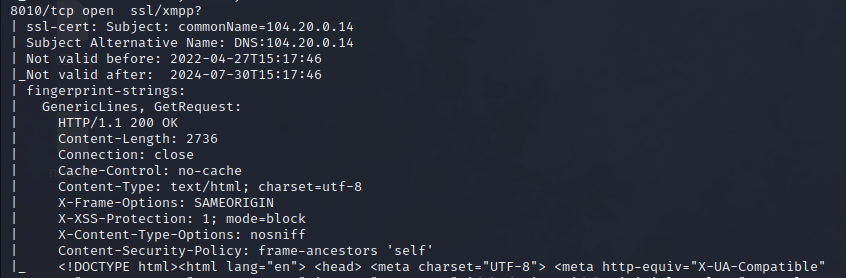 8010/tcp open  ssl/xmpp?
| ssl-cert: Subject: commonName=104.20.0.14
| Subject Alternative Name: DNS:104.20.0.14
| Not valid before: 2022-04-27T15:17:46
|_Not valid after:  2024-07-30T15:17:46
| fingerprint-strings:
|   GenericLines, GetRequest:
|     HTTP/1.1 200 OK
|     Content-Length: 2736
|     Connection: close
|     Cache-Control: no-cache
|     Content-Type: text/html; charset=utf-8
|     X-Frame-Options: SAMEORIGIN
|     X-XSS-Protection: 1; mode=block
|     X-Content-Type-Options: nosniff
|     Content-Security-Policy: frame-ancestors 'self'
|_    <!DOCTYPE html><html lang="en"> <head> <meta charset="UTF-8"> <meta http-equiv="X-UA-Compatible"